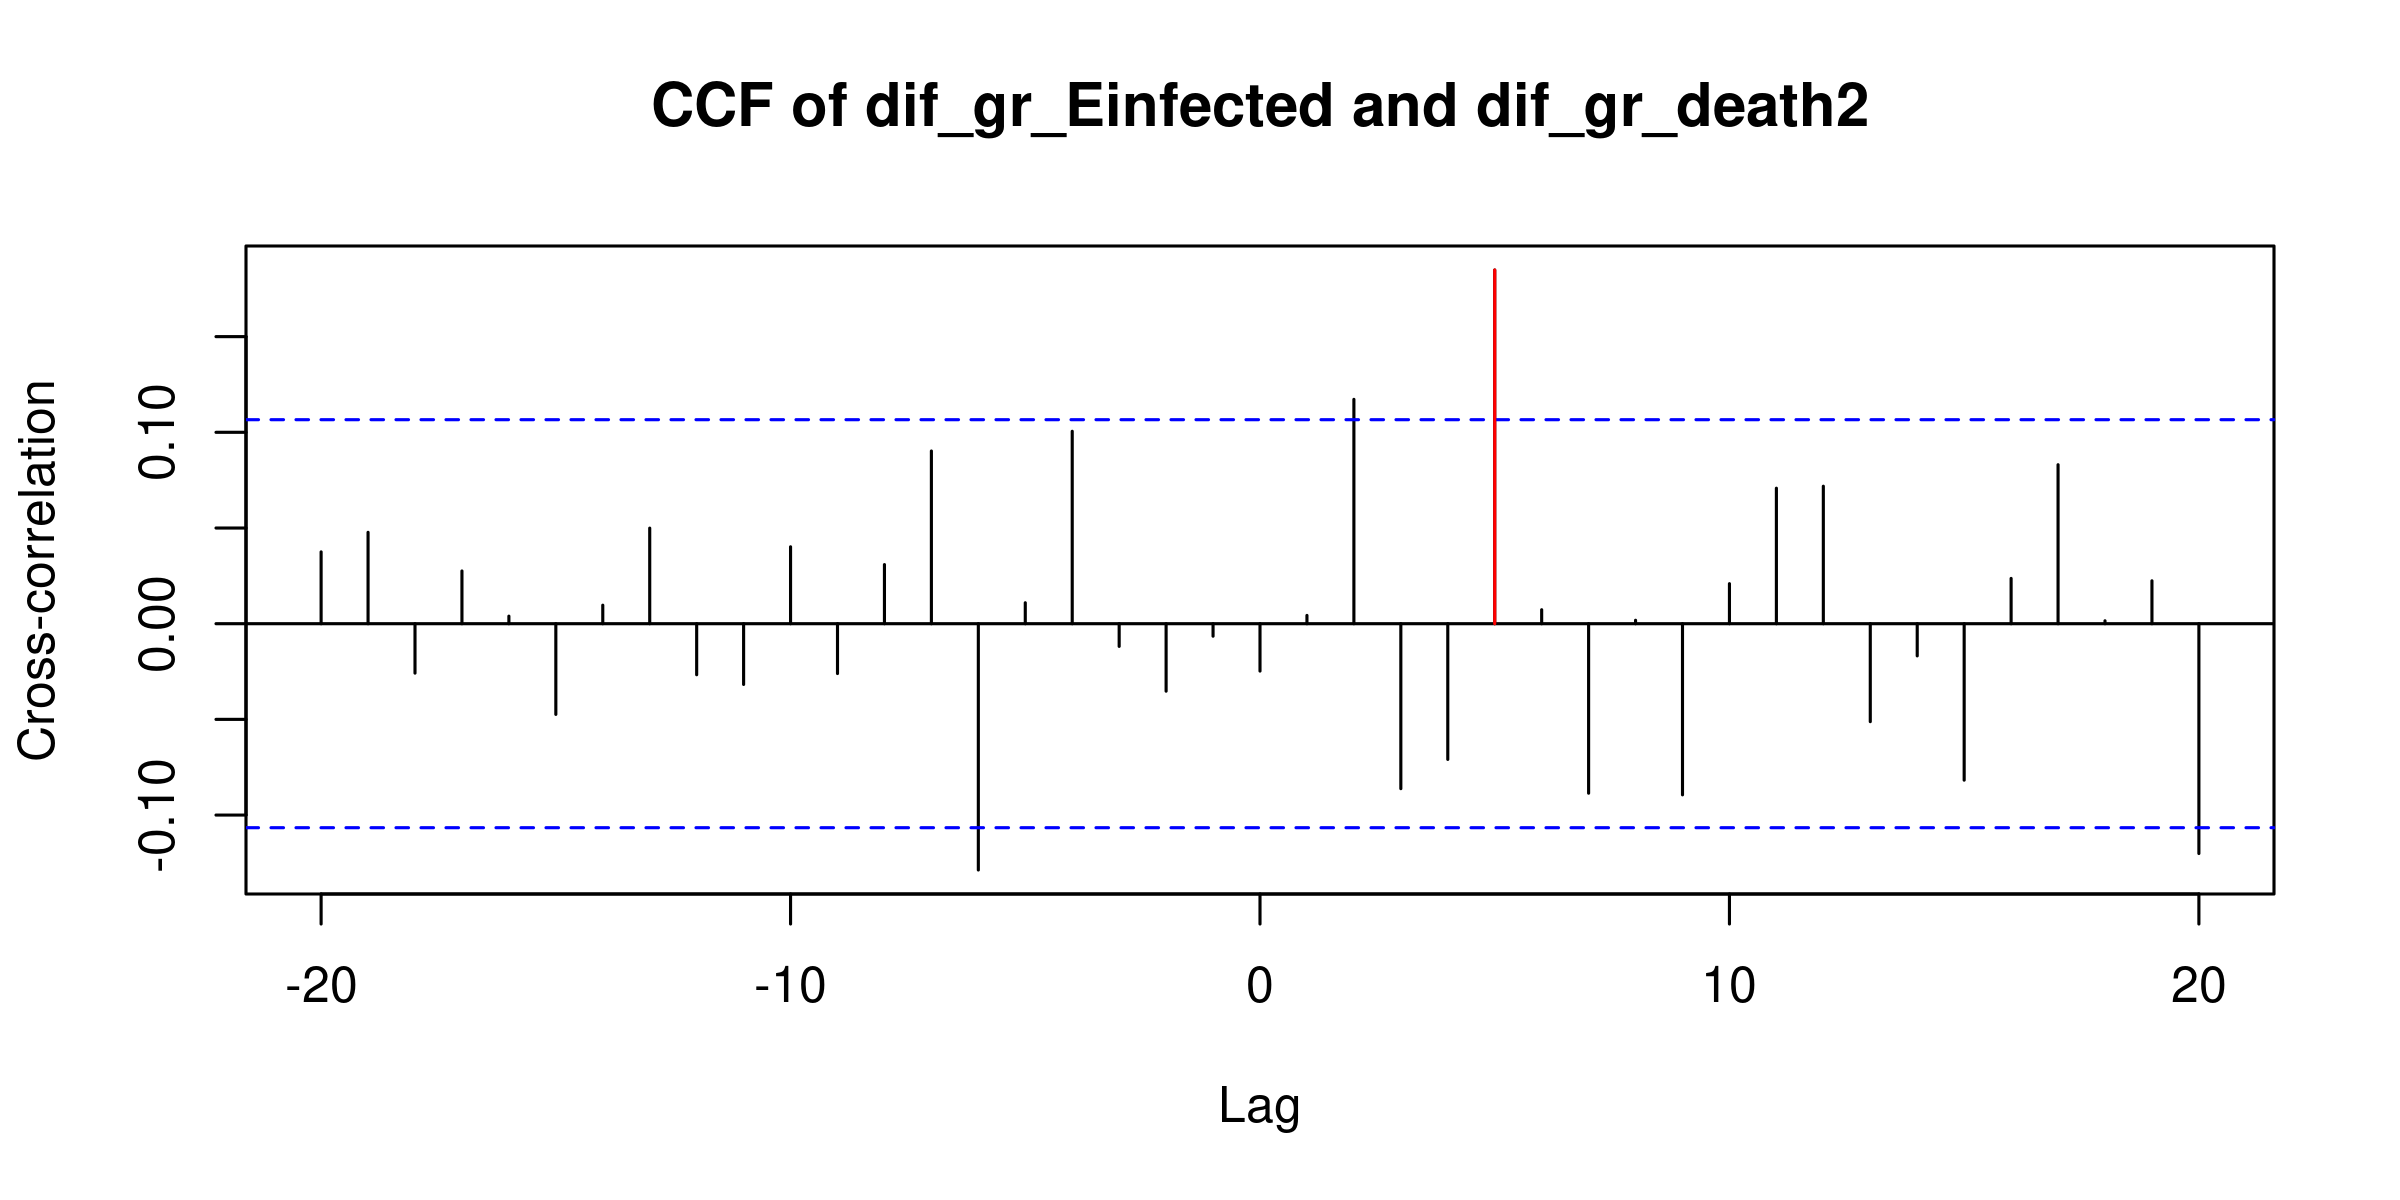 CCF of dif_gr_Einfected and dif_gr_death2
Cross-correlation
0.10
0.00
-0.10
-20 -10 0 10 20
Lag